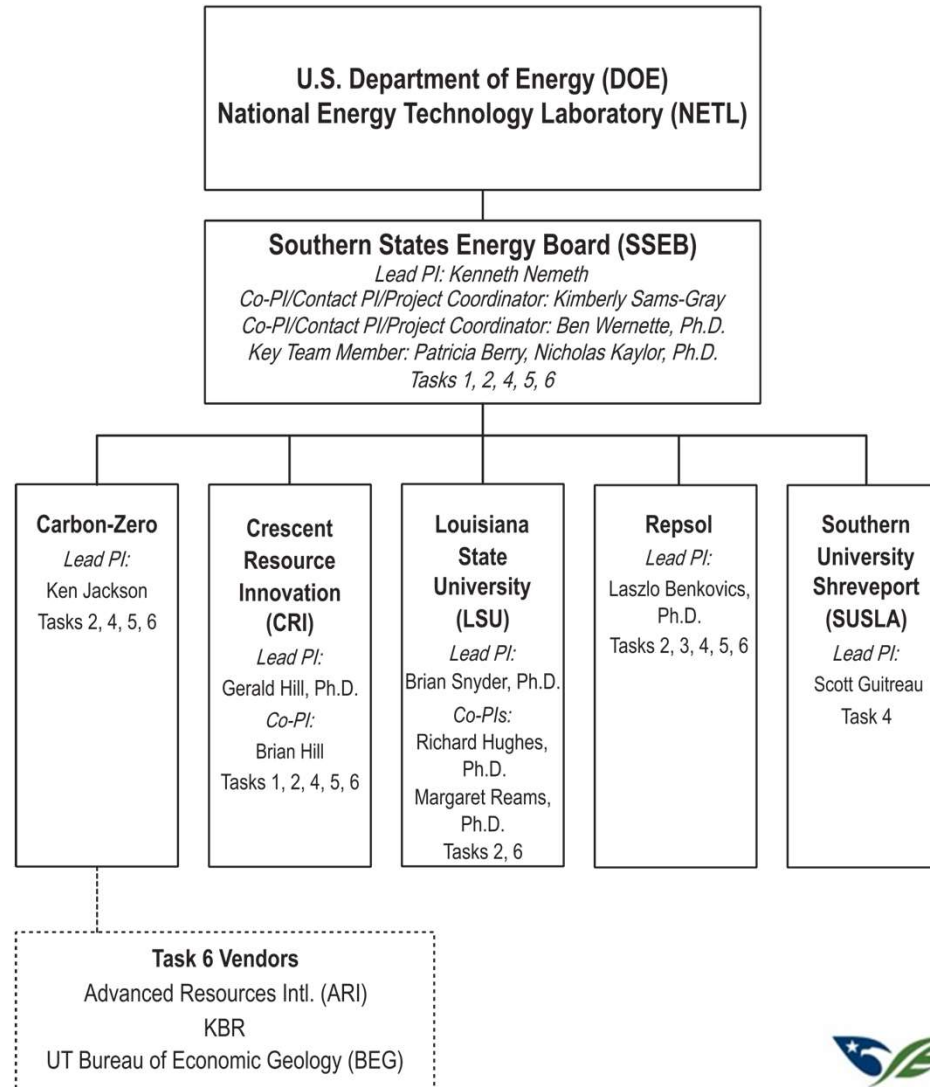 U.S. Department of Energy (DOE)
National Energy Technology Laboratory (NETL)
Southern States Energy Board (SSEB)
Lead PI: Kenneth Nemeth
Co-PI/Contact PI/Project Coordinator: Kimberly Sams-Gray
Co-PI/Contact PI/Project Coordinator: Ben Wernette, Ph.D.
Key Team Member: Patricia Berry, Nicholas Kaylor, Ph.D.
Tasks 1, 2, 4, 5, 6
Carbon-Zero
Lead PI:
Ken Jackson
Tasks 2, 4, 5, 6
Crescent
Resource
Innovation
(CRI)
Lead PI:
Gerald Hill, Ph.D.
Co-PI:
Brian Hill
Tasks 1, 2, 4, 5, 6
Louisiana
State
University
(LSU)
Lead PI:
Brian Snyder, Ph.D.
Co-PIs:
Richard Hughes,
Ph.D.
Margaret Reams,
Ph.D.
Tasks 2, 6
Repsol
Lead PI:
Laszlo Benkovics,
Ph.D.
Tasks 2, 3, 4, 5, 6
Southern
University
Shreveport
(SUSLA)
Lead PI:
Scott Guitreau
Task 4
Task 6 Vendors
Advanced Resources Intl. (ARI)
KBR
UT Bureau of Economic Geology (BEG)